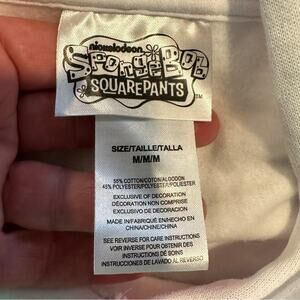 nickelodeon
SpongeBob
SQUAREPANTS
TM
SIZE/TAILLE/TALLA
M/M/M
55% COTTON/COTON/ALGODON
45% POLYESTER/POLYESTER/POLIESTER
EXCLUSIVE OF DECORATION
DÉCORATION NON COMPRISE
EXCLUSIVO DE DECORACION
MADE IN/FABRIQUÉ EN/HECHO EN
CHINA/CHINE/CHINA
SEE REVERSE FOR CARE INSTRUCTIONS
VOIR INVERSE POUR OBTENIR DES
INSTRUCTIONS DE SOINS
INSTRUCCIONES DE LAVADO AL REVERSO